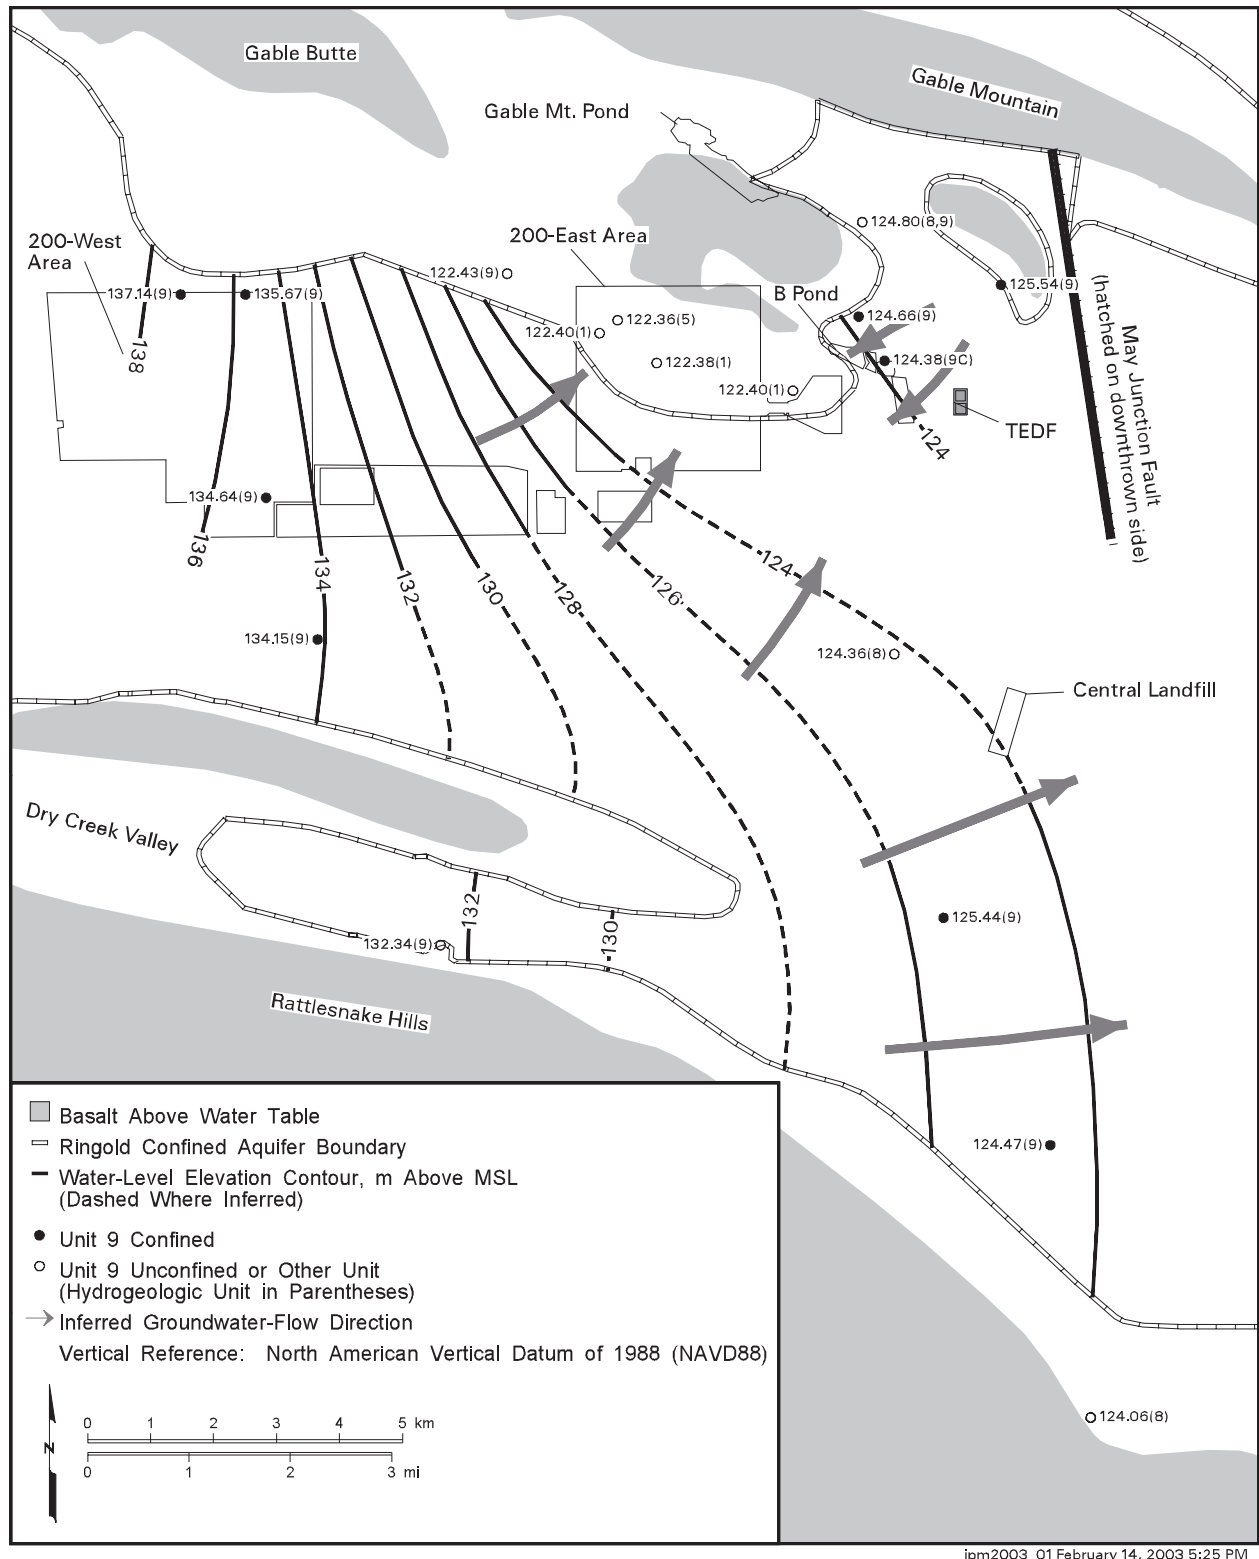 Gable Butte
Gable Mountain
Gable Mt. Pond
200-West
Area
200-East Area
124.80(8,9)
122.43(9)
125.54(9)
B Pond
137.14(9)
135.67(9)
124.66(9)
122.36(5)
122.40(1)
138
122.38(1)
124.38(9C)
122.40(1)
May Junction Fault
(hatched on downthrown side)
TEDF
124
134.64(9)
136
134
132
130
128
126
124
134.15(9)
124.36(8)
Central Landfill
Dry Creek Valley
132
130
132.34(9)
125.44(9)
Rattlesnake Hills
124.47(9)
124.06(8)
Basalt Above Water Table
Ringold Confined Aquifer Boundary
Water-Level Elevation Contour, m Above MSL
(Dashed Where Inferred)
Unit 9 Confined
Unit 9 Unconfined or Other Unit
(Hydrogeologic Unit in Parentheses)
Inferred Groundwater-Flow Direction
Vertical Reference: North American Vertical Datum of 1988 (NAVD88)
N
0 1 2 3 4 5 km
0 1 2 3 mi
jpm2003_01 February 14, 2003 5:25 PM